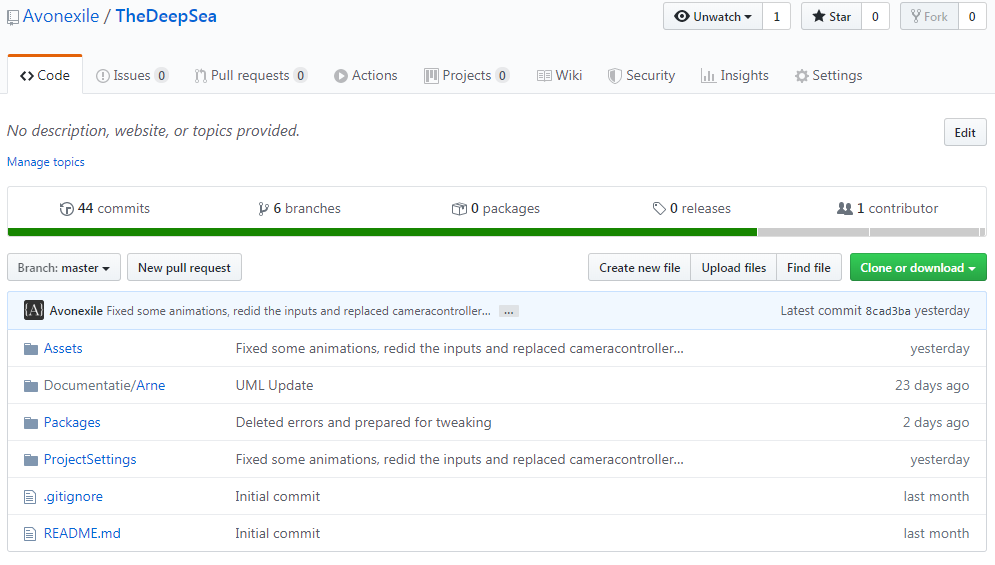 Avonexile / TheDeepSea Unwatch 1 Star 0 Fork 0
Code Issues 0 Pull requests 0 Actions Projects 0 Wiki Security Insights Settings
No description, website, or topics provided. Edit
Manage topics
44 commits 6 branches 0 packages 0 releases 1 contributor
Branch: master New pull request Create new file Upload files Find file Clone or download
{A} Avonexile Fixed some animations, redid the inputs and replaced cameracontroller... ... Latest commit 8cad3ba yesterday
Assets Fixed some animations, redid the inputs and replaced cameracontroller... yesterday
Documentatie/Arne UML Update 23 days ago
Packages Deleted errors and prepared for tweaking 2 days ago
ProjectSettings Fixed some animations, redid the inputs and replaced cameracontroller... yesterday
.gitignore Initial commit last month
README.md Initial commit last month